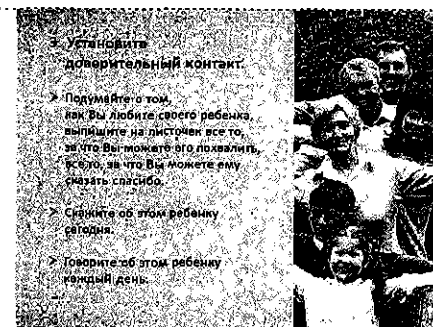 3. Установите
доверительный контакт.
Подумайте о том,
как Вы любите своего ребенка,
выпишите на листочек все то,
за что Вы можете его похвалить,
все то, за что Вы можете ему
сказать спасибо.
Скажите об этом ребенку
сегодня.
Говорите об этом ребенку
каждый день.